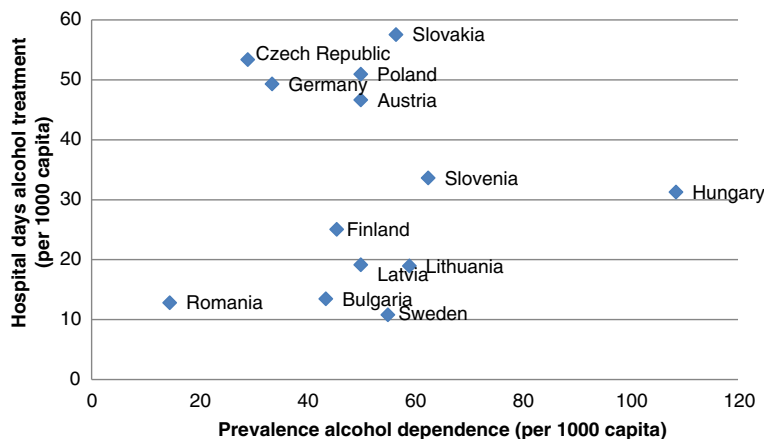 Hospital days alcohol treatment
(per 1000 capita)
60
50
40
30
20
10
0
Slovakia
Czech Republic
Poland
Germany
Austria
Slovenia
Hungary
Finland
Lithuania
Latvia
Romania
Bulgaria
Sweden
0 20 40 60 80 100 120
Prevalence alcohol dependence (per 1000 capita)